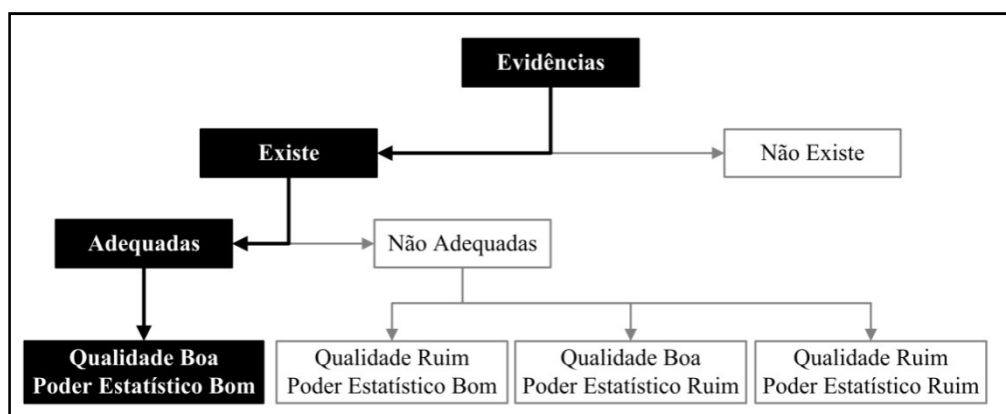 Evidências
Existe
Não Existe
Adequadas
Não Adequadas
Qualidade Boa
Poder Estatístico Bom
Qualidade Ruim
Poder Estatístico Bom
Qualidade Boa
Poder Estatístico Ruim
Qualidade Ruim
Poder Estatístico Ruim